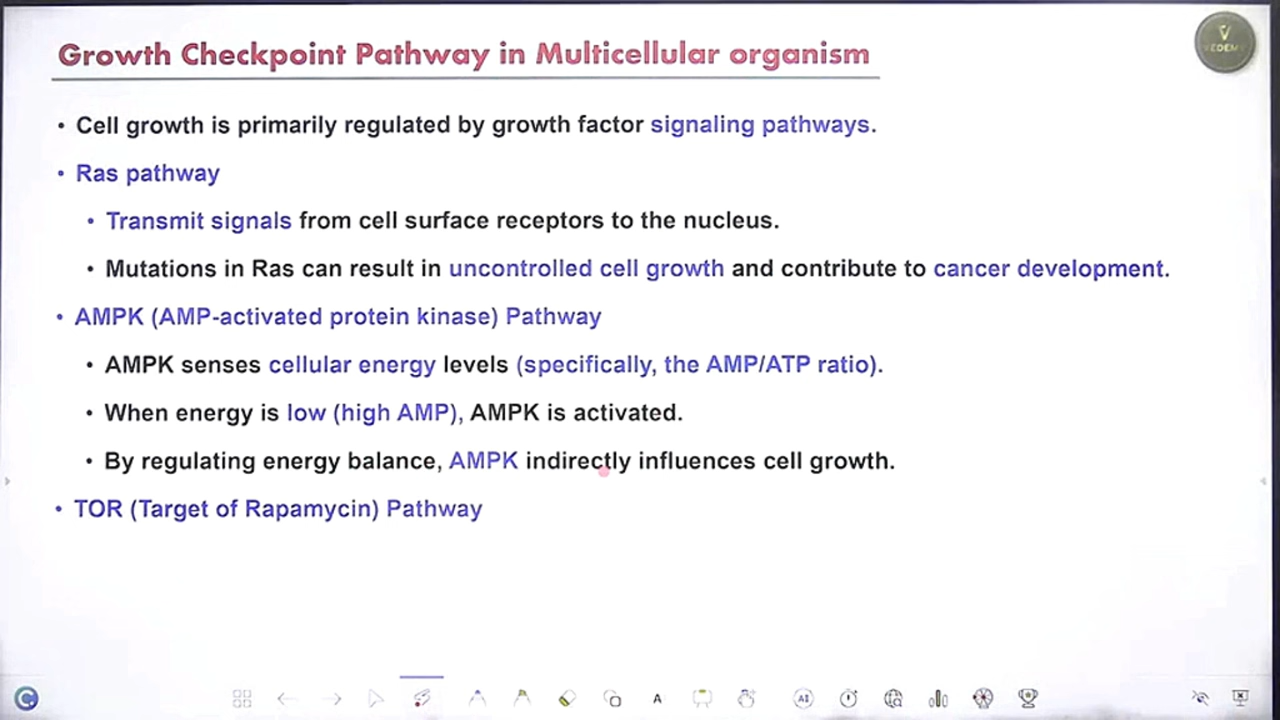 Growth Checkpoint Pathway in Multicellular organism
V
VEDEMY
• Cell growth is primarily regulated by growth factor signaling pathways.
• Ras pathway
• Transmit signals from cell surface receptors to the nucleus.
• Mutations in Ras can result in uncontrolled cell growth and contribute to cancer development.
• AMPK (AMP-activated protein kinase) Pathway
• AMPK senses cellular energy levels (specifically, the AMP/ATP ratio).
• When energy is low (high AMP), AMPK is activated.
• By regulating energy balance, AMPK indirectly influences cell growth.
• TOR (Target of Rapamycin) Pathway
A
AI